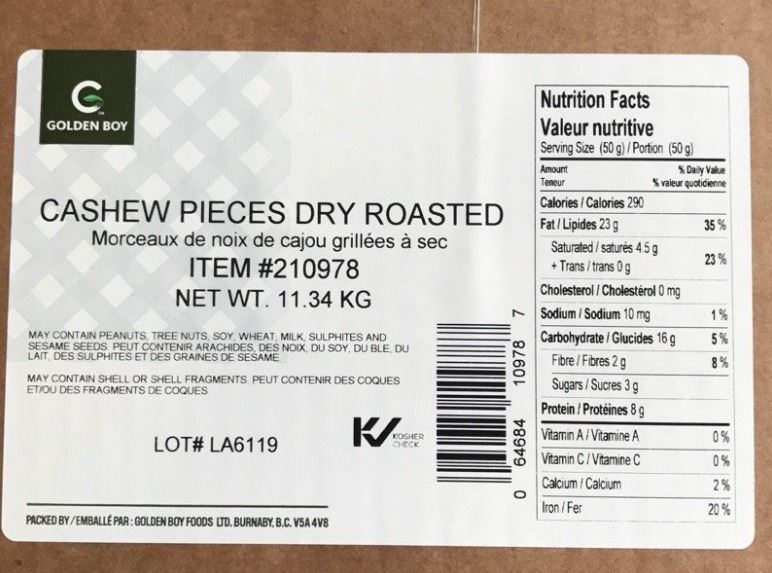 GOLDEN BOY
CASHEW PIECES DRY ROASTED
Morceaux de noix de cajou grillées à sec
ITEM #210978
NET WT. 11.34 KG
MAY CONTAIN PEANUTS, TREE NUTS, SOY, WHEAT, MILK, SULPHITES AND
SESAME SEEDS. PEUT CONTENIR ARACHIDES, DES NOIX, DU SOY, DU BLE, DU
LAIT, DES SULPHITES ET DES GRAINES DE SESAME.
MAY CONTAIN SHELL OR SHELL FRAGMENTS. PEUT CONTENIR DES COQUES
ET/OU DES FRAGMENTS DE COQUES
LOT# LA6119
KV KOSHER
CHECK
PACKED BY / EMBALLÉ PAR : GOLDEN BOY FOODS LTD. BURNABY, B.C. V5A 4V8
0 64684 10978 7
Nutrition Facts
Valeur nutritive
Serving Size (50 g) / Portion (50 g)
Amount % Daily Value
Teneur % valeur quotidienne
Calories / Calories 290
Fat / Lipides 23 g 35 %
Saturated / saturés 4.5 g
+ Trans / trans 0 g 23 %
Cholesterol / Cholestérol 0 mg
Sodium / Sodium 10 mg 1 %
Carbohydrate / Glucides 16 g 5 %
Fibre / Fibres 2 g 8 %
Sugars / Sucres 3 g
Protein / Protéines 8 g
Vitamin A / Vitamine A 0 %
Vitamin C / Vitamine C 0 %
Calcium / Calcium 2 %
Iron / Fer 20 %